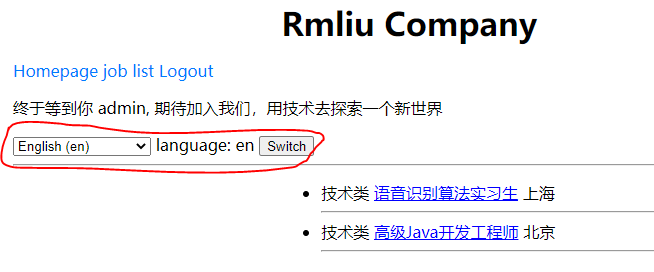 Rmliu Company
Homepage job list Logout
终于等到你 admin, 期待加入我们，用技术去探索一个新世界
English (en) language: en Switch
技术类 语音识别算法实习生 上海
技术类 高级Java开发工程师 北京